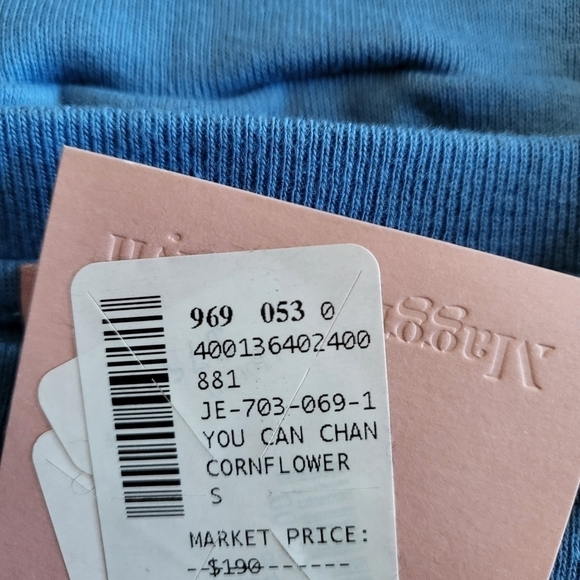 969 053 0
400136402400
881
JE-703-069-1
YOU CAN CHAN
CORNFLOWER
S
MARKET PRICE:
$190